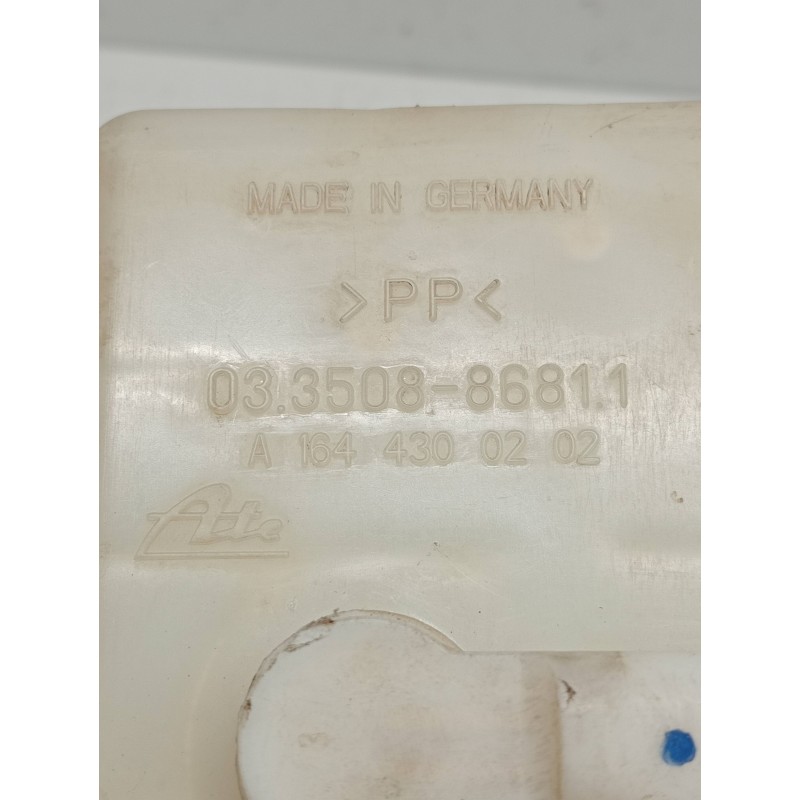 MADE IN GERMANY
>PP<
03.3508-8681.1
A 164 430 02 02
Ate